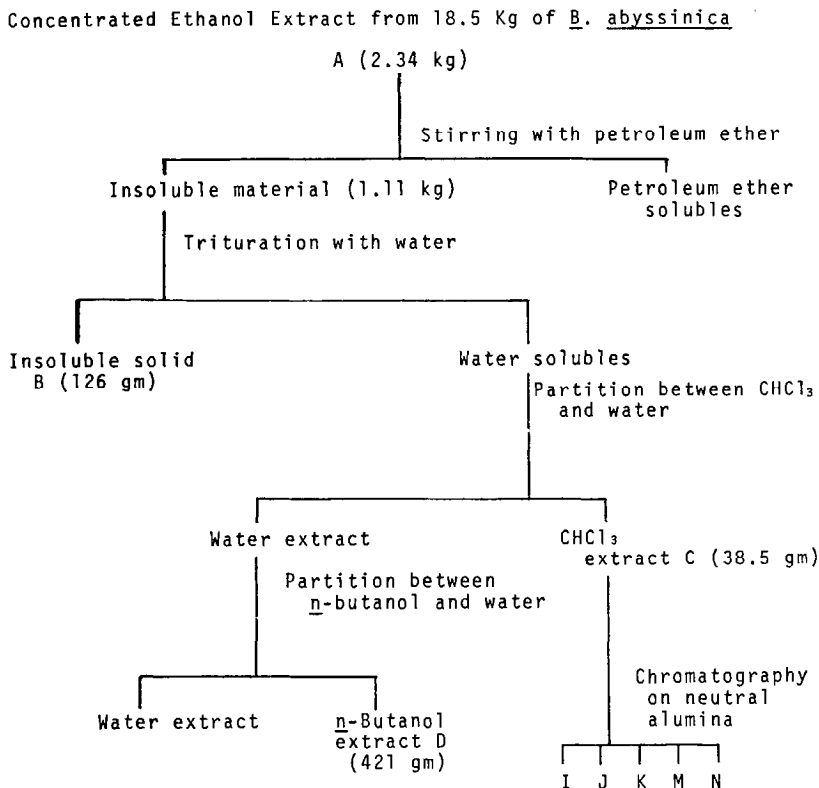 Concentrated Ethanol Extract from 18.5 Kg of B. abyssinica
A (2.34 kg)
Stirring with petroleum ether
Insoluble material (1.11 kg)
Petroleum ether
solubles
Trituration with water
Insoluble solid
B (126 gm)
Water solubles
Partition between CHCl₃
and water
Water extract
CHCl₃
extract C (38.5 gm)
Partition between
n-butanol and water
Chromatography
on neutral
alumina
Water extract
n-Butanol
extract D
(421 gm)
I J K M N